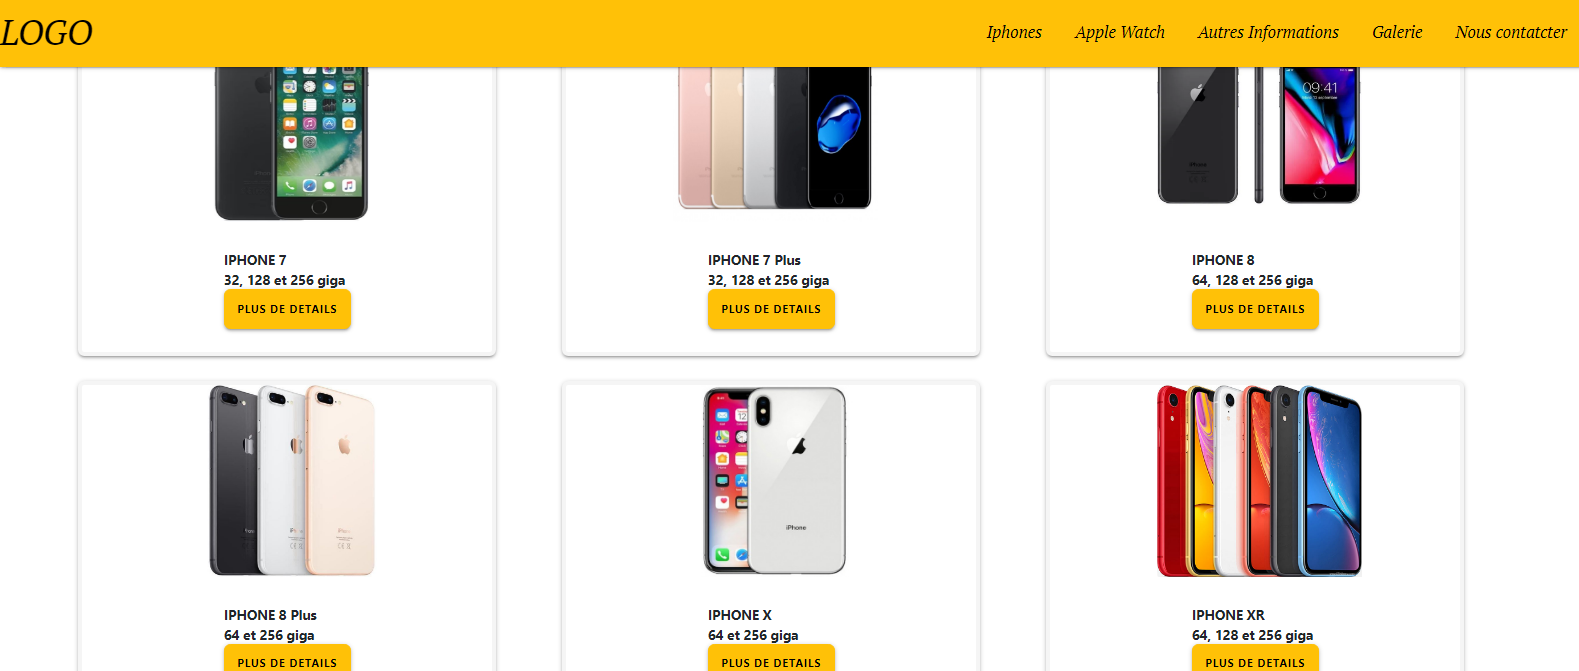 LOGO
Iphones
Apple Watch
Autres Informations
Galerie
Nous contatcter
09:41
IPHONE 7
32, 128 et 256 giga
PLUS DE DETAILS
IPHONE 7 Plus
32, 128 et 256 giga
PLUS DE DETAILS
IPHONE 8
64, 128 et 256 giga
PLUS DE DETAILS
iPhone
IPHONE 8 Plus
64 et 256 giga
PLUS DE DETAILS
IPHONE X
64 et 256 giga
PLUS DE DETAILS
IPHONE XR
64, 128 et 256 giga
PLUS DE DETAILS